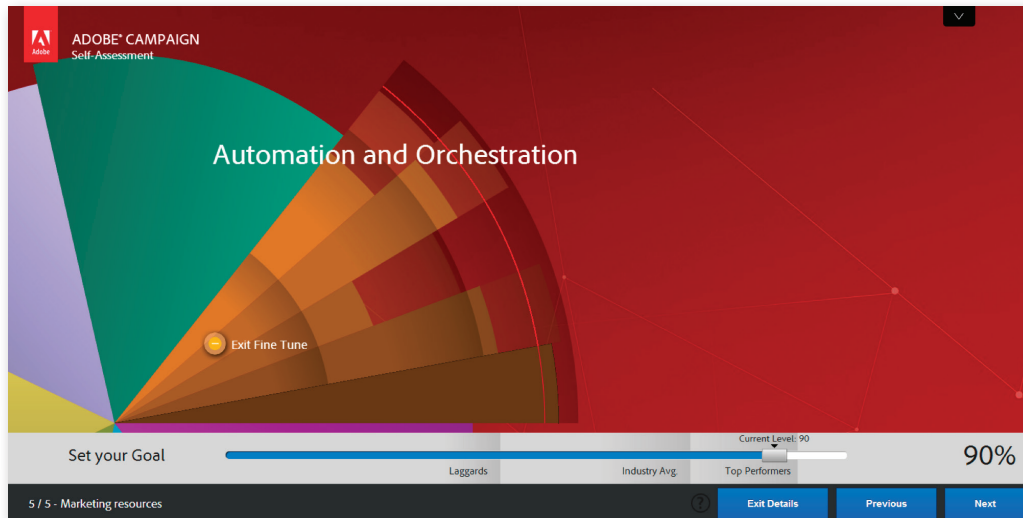 Adobe
ADOBE® CAMPAIGN
Self-Assessment
Automation and Orchestration
Exit Fine Tune
Set your Goal
Current Level: 90
90%
Laggards
Industry Avg.
Top Performers
5 / 5 - Marketing resources
?
Exit Details
Previous
Next